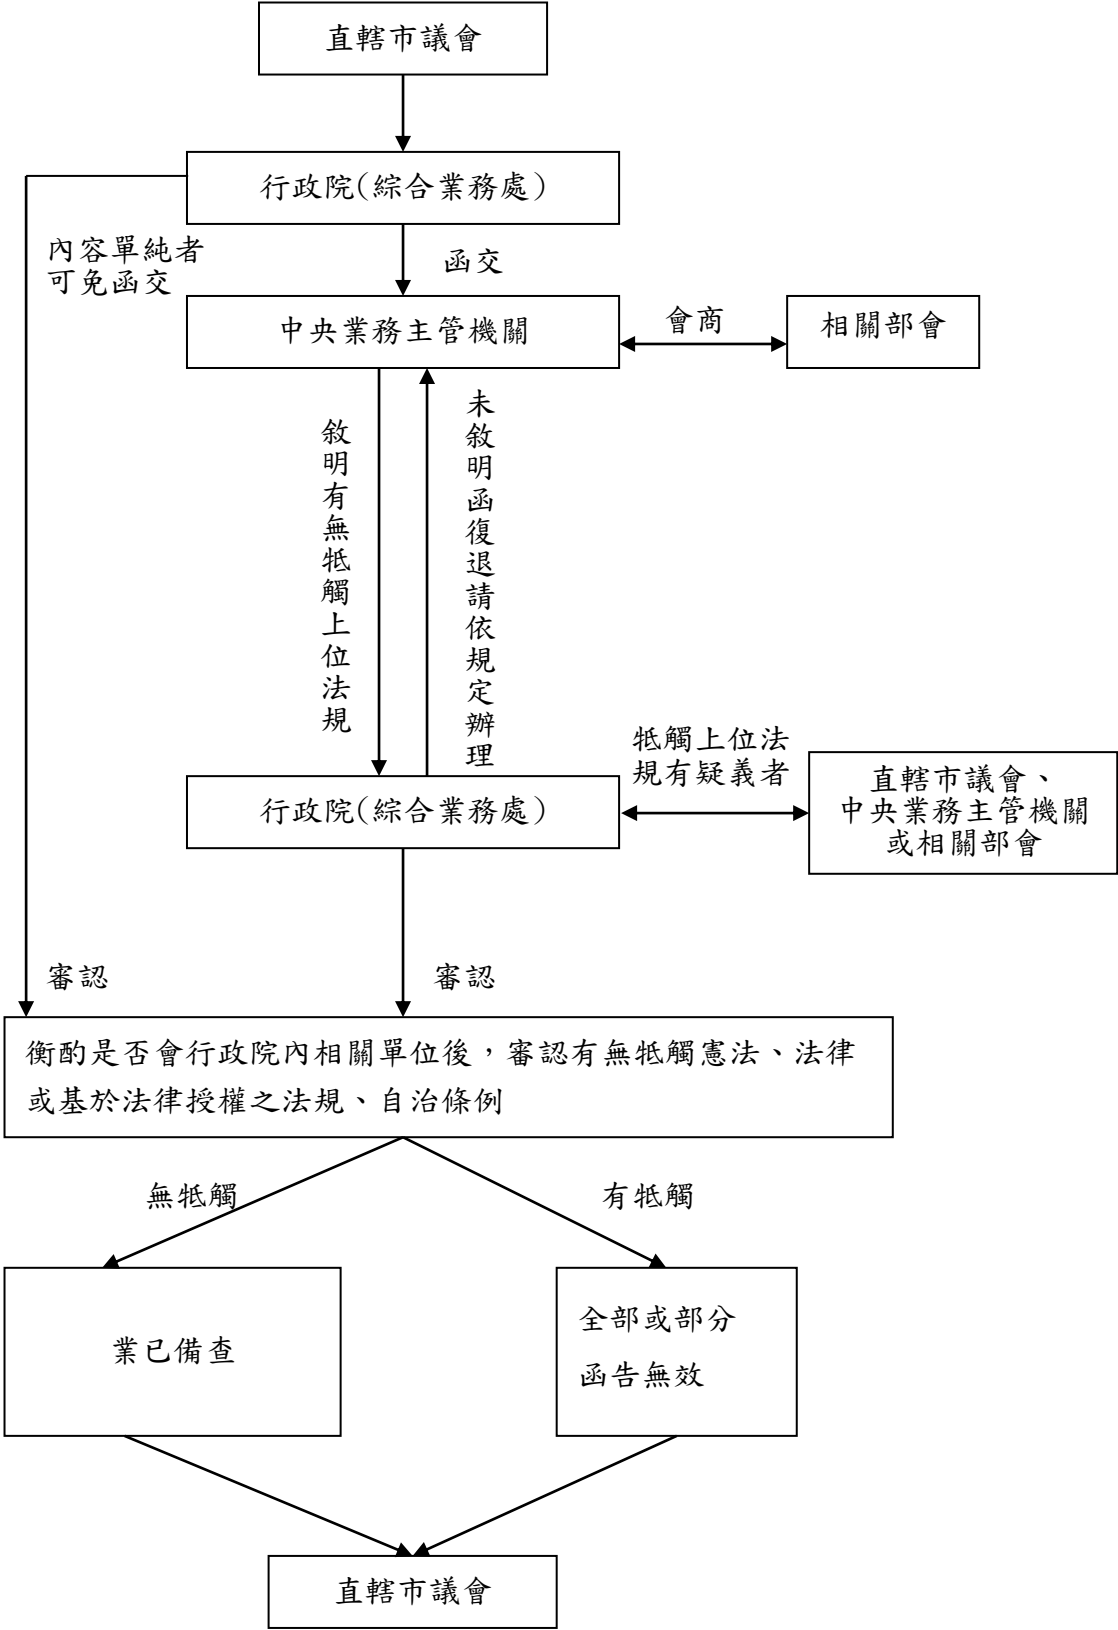 直轄市議會
行政院(綜合業務處)
內容單純者
可免函交
函交
中央業務主管機關
會商
相關部會
敘明有無牴觸上位法規
未敘明函復退請依規定辦理
牴觸上位法
規有疑義者
行政院(綜合業務處)
直轄市議會、
中央業務主管機關
或相關部會
審認
審認
衡酌是否會行政院內相關單位後，審認有無牴觸憲法、法律
或基於法律授權之法規、自治條例
無牴觸
有牴觸
業已備查
全部或部分
函告無效
直轄市議會